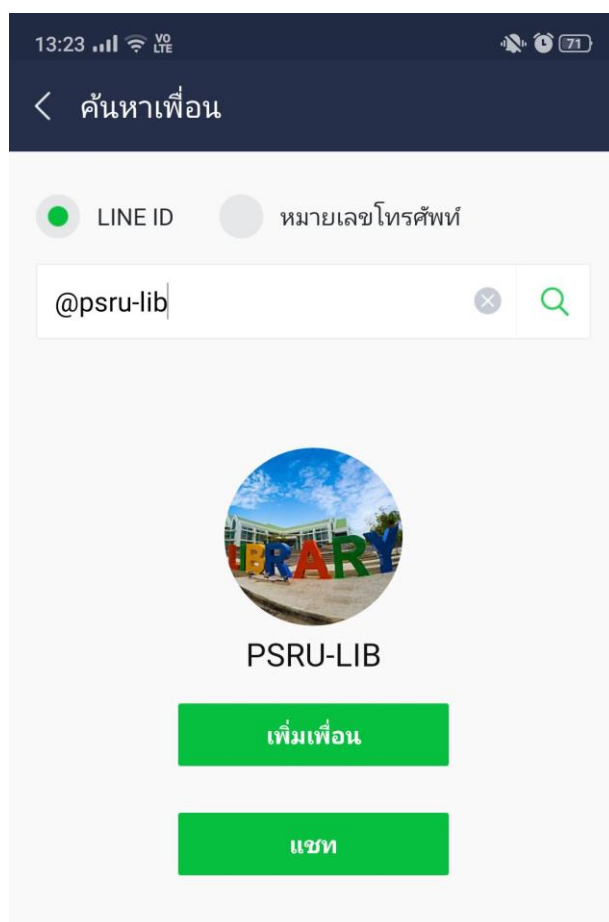 13:23 VO LTE 71
ค้นหาเพื่อน
LINE ID หมายเลขโทรศัพท์
@psru-lib
LIBRARY
PSRU-LIB
เพิ่มเพื่อน
แชท